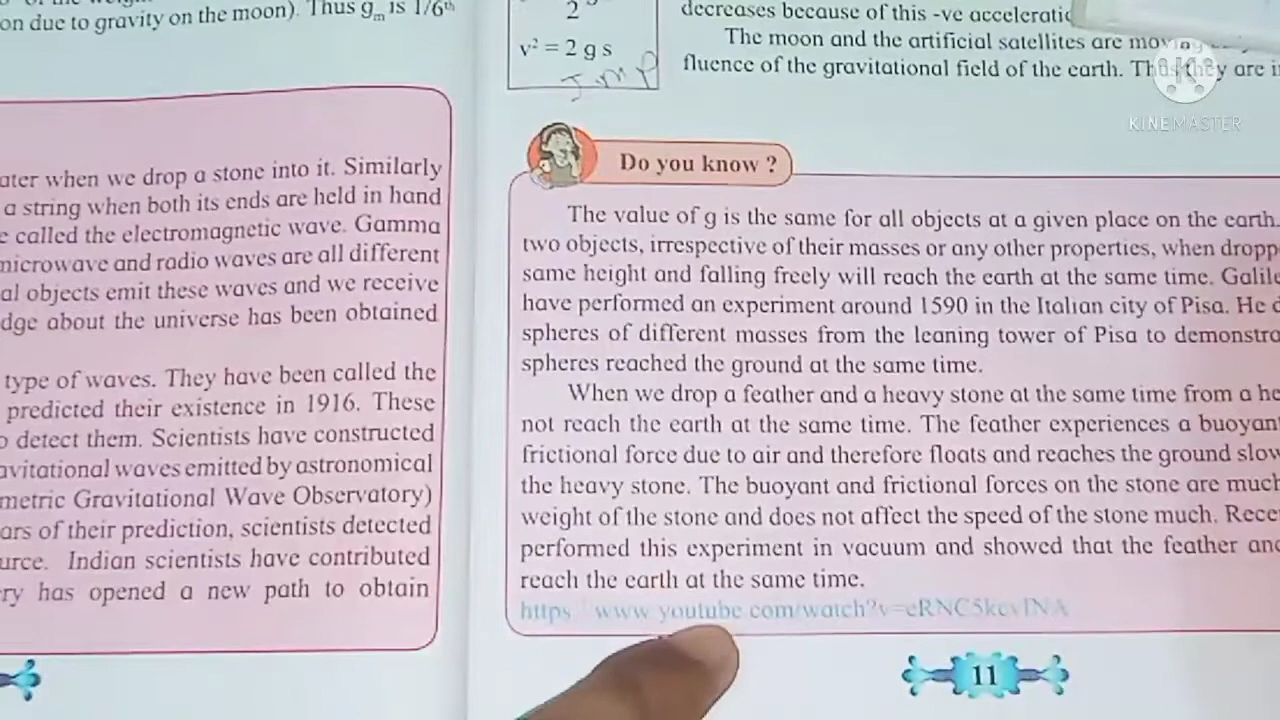 on due to gravity on the moon). Thus gm is 1/6th
ater when we drop a stone into it. Similarly
a string when both its ends are held in hand
e called the electromagnetic wave. Gamma
microwave and radio waves are all different
al objects emit these waves and we receive
dge about the universe has been obtained
type of waves. They have been called the
predicted their existence in 1916. These
o detect them. Scientists have constructed
avitational waves emitted by astronomical
metric Gravitational Wave Observatory)
ars of their prediction, scientists detected
urce. Indian scientists have contributed
ry has opened a new path to obtain
2
v² = 2 g s
Imp
decreases because of this -ve accelerati
The moon and the artificial satellites are moving
fluence of the gravitational field of the earth. Thus they are i
KINEMASTER
Do you know ?
The value of g is the same for all objects at a given place on the earth.
two objects, irrespective of their masses or any other properties, when dropp
same height and falling freely will reach the earth at the same time. Galile
have performed an experiment around 1590 in the Italian city of Pisa. He
spheres of different masses from the leaning tower of Pisa to demonstra
spheres reached the ground at the same time.
When we drop a feather and a heavy stone at the same time from a he
not reach the earth at the same time. The feather experiences a buoyan
frictional force due to air and therefore floats and reaches the ground slow
the heavy stone. The buoyant and frictional forces on the stone are much
weight of the stone and does not affect the speed of the stone much. Rece
performed this experiment in vacuum and showed that the feather and
reach the earth at the same time.
https www youtube com/watch?v=eRNC5kcvINA
11